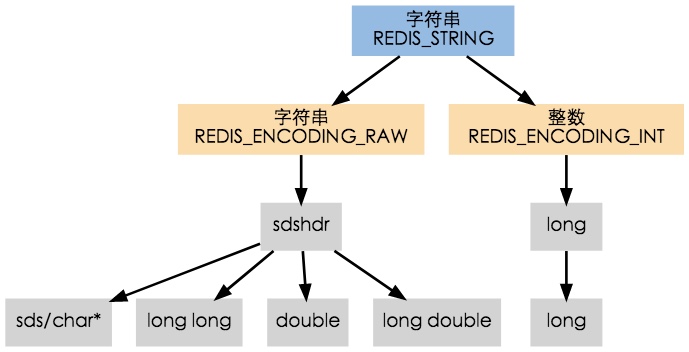 字符串
REDIS_STRING
字符串
REDIS_ENCODING_RAW
整数
REDIS_ENCODING_INT
sdshdr
long
sds/char*
long long
double
long double
long